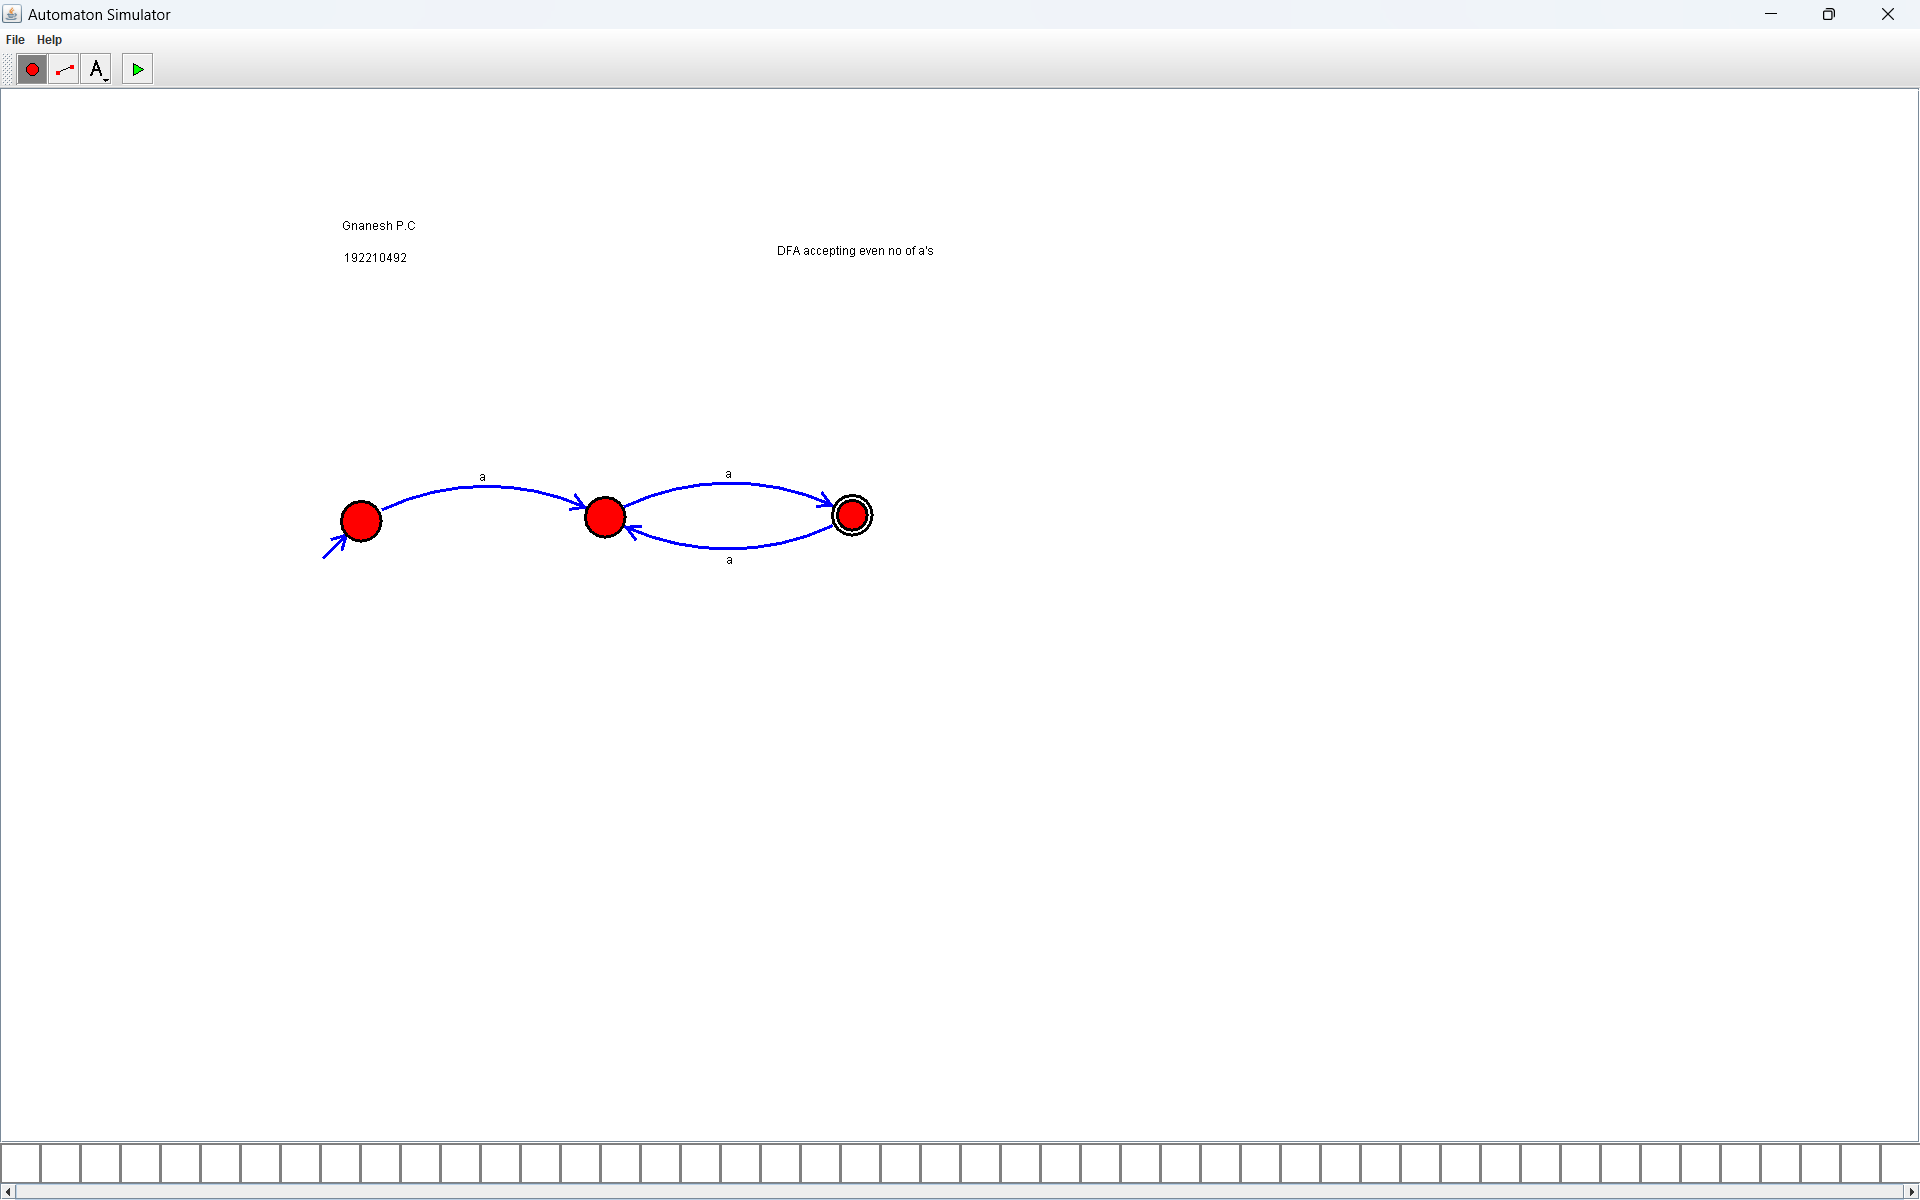 Automaton Simulator
File Help
A
Gnanesh P.C
192210492
DFA accepting even no of a's
a
a
a